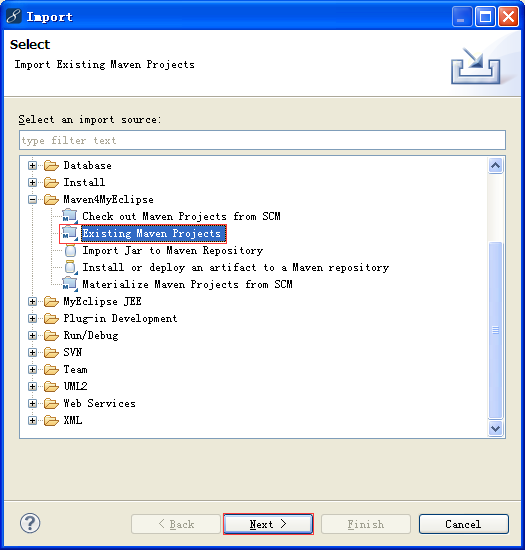 Import
Select
Import Existing Maven Projects
Select an import source:
type filter text
Database
Install
Maven4MyEclipse
Check out Maven Projects from SCM
Existing Maven Projects
Import Jar to Maven Repository
Install or deploy an artifact to a Maven repository
Materialize Maven Projects from SCM
MyEclipse JEE
Plug-in Development
Run/Debug
SVN
Team
UML2
Web Services
XML
? < Back Next > Finish Cancel